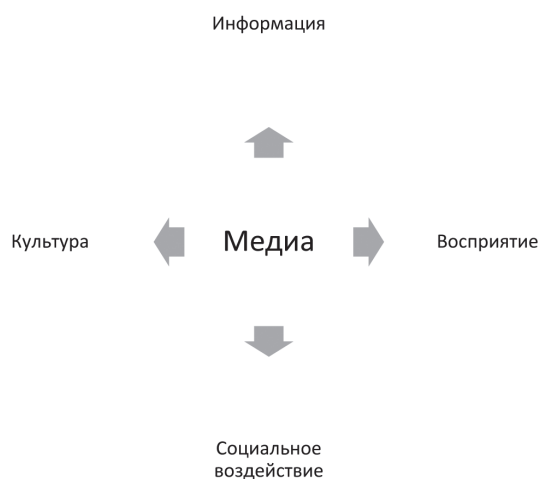 Информация
Культура
Медиа
Восприятие
Социальное
воздействие